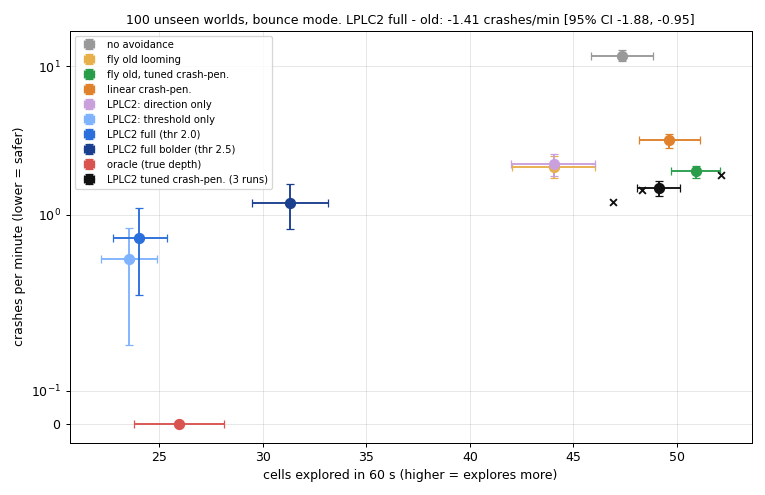 100 unseen worlds, bounce mode. LPLC2 full - old: -1.41 crashes/min [95% CI -1.88, -0.95]
no avoidance
fly old looming
fly old, tuned crash-pen.
linear crash-pen.
LPLC2: direction only
LPLC2: threshold only
LPLC2 full (thr 2.0)
LPLC2 full bolder (thr 2.5)
oracle (true depth)
LPLC2 tuned crash-pen. (3 runs)
crashes per minute (lower = safer)
10¹
10⁰
10⁻¹
0
25 30 35 40 45 50
cells explored in 60 s (higher = explores more)